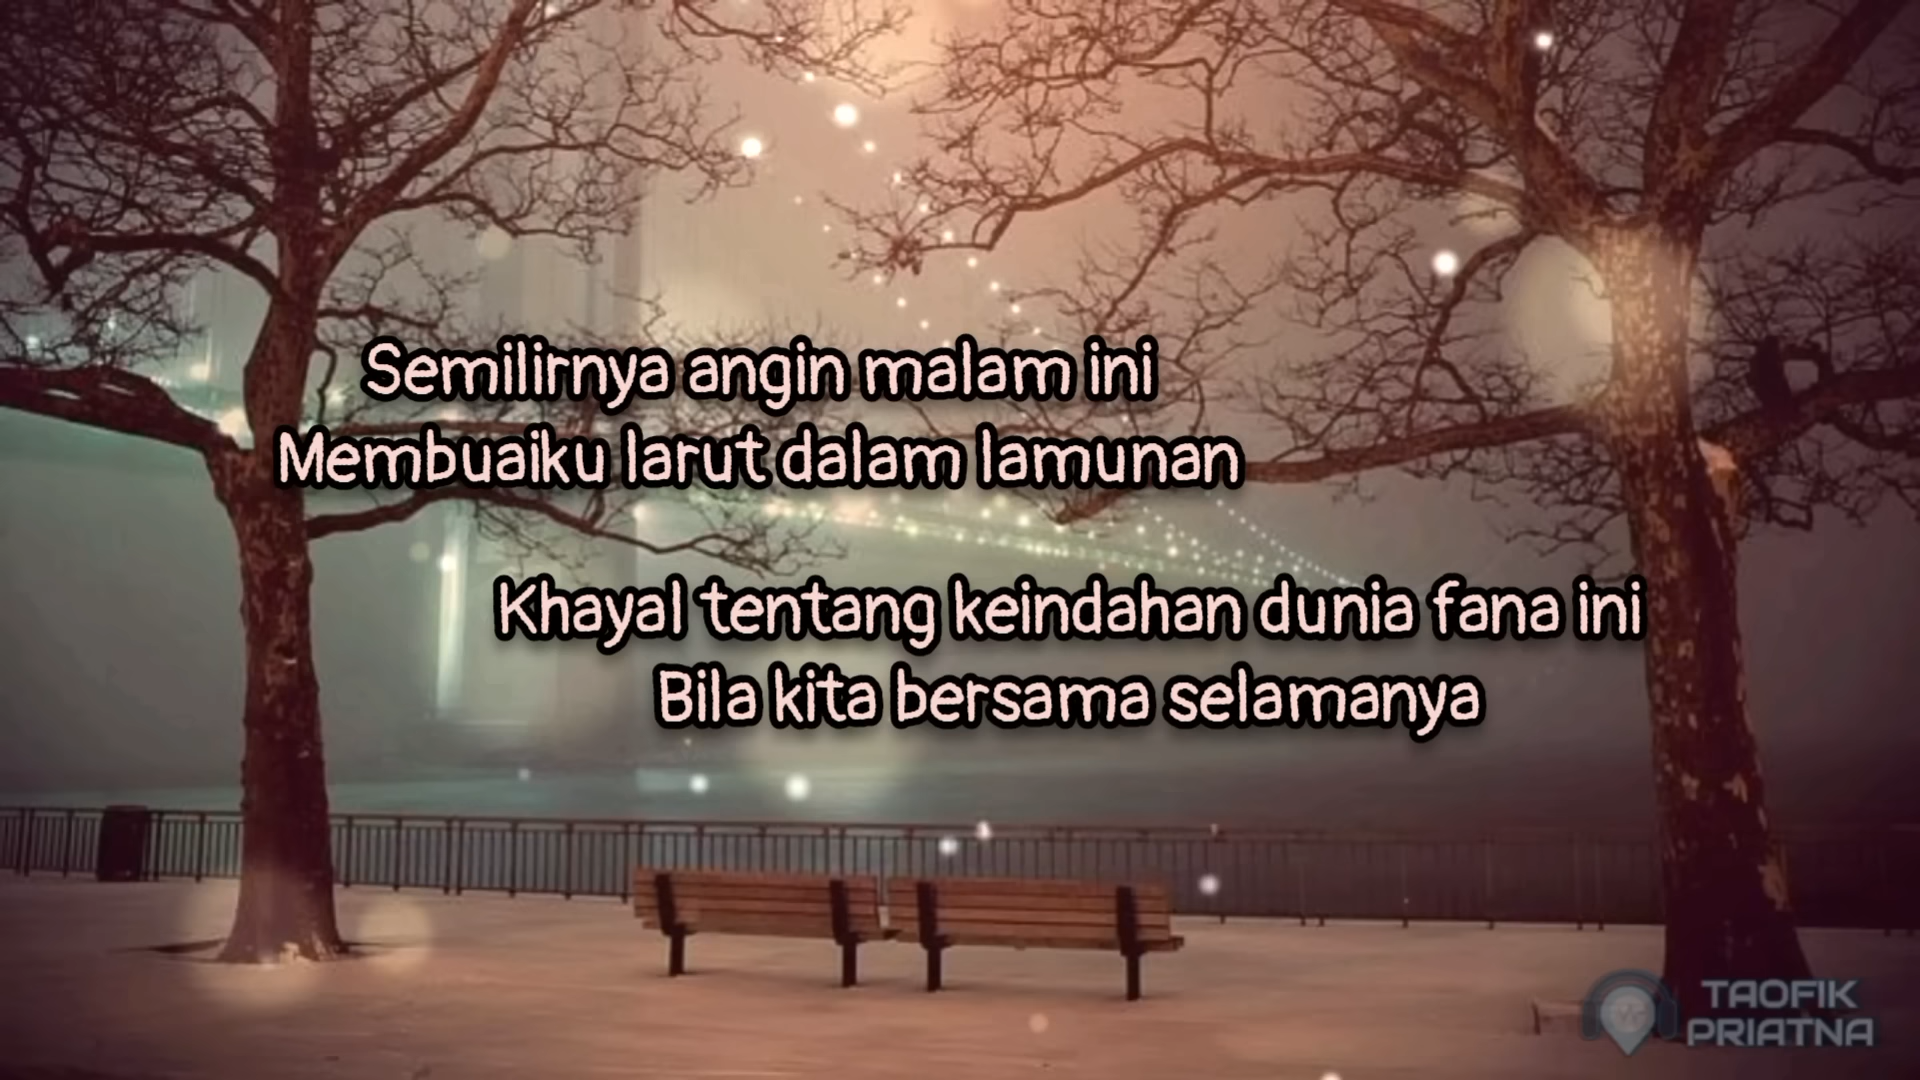 Semilirnya angin malam ini
Membuaiku larut dalam lamunan
Khayal tentang keindahan dunia fana ini
Bila kita bersama selamanya
TAOFIK
PRIATNA